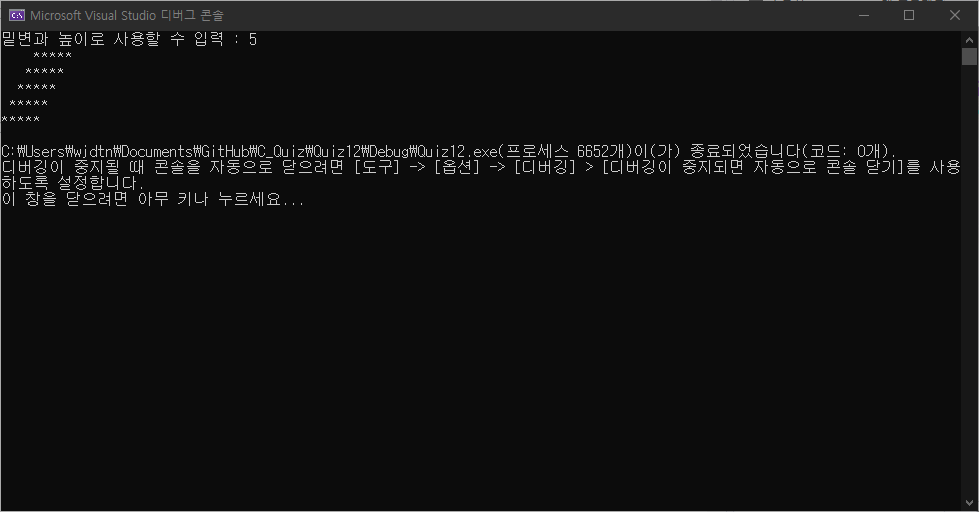 Microsoft Visual Studio 디버그 콘솔
밑변과 높이로 사용할 수 입력 : 5
    *****
   *****
  *****
 *****
*****
C:₩Users₩wjdtn₩Documents₩GitHub₩C_Quiz₩Quiz12₩Debug₩Quiz12.exe(프로세스 6652개)이(가) 종료되었습니다(코드: 0개).
디버깅이 중지될 때 콘솔을 자동으로 닫으려면 [도구] -> [옵션] -> [디버깅] > [디버깅이 중지되면 자동으로 콘솔 닫기]를 사용
하도록 설정합니다.
이 창을 닫으려면 아무 키나 누르세요...